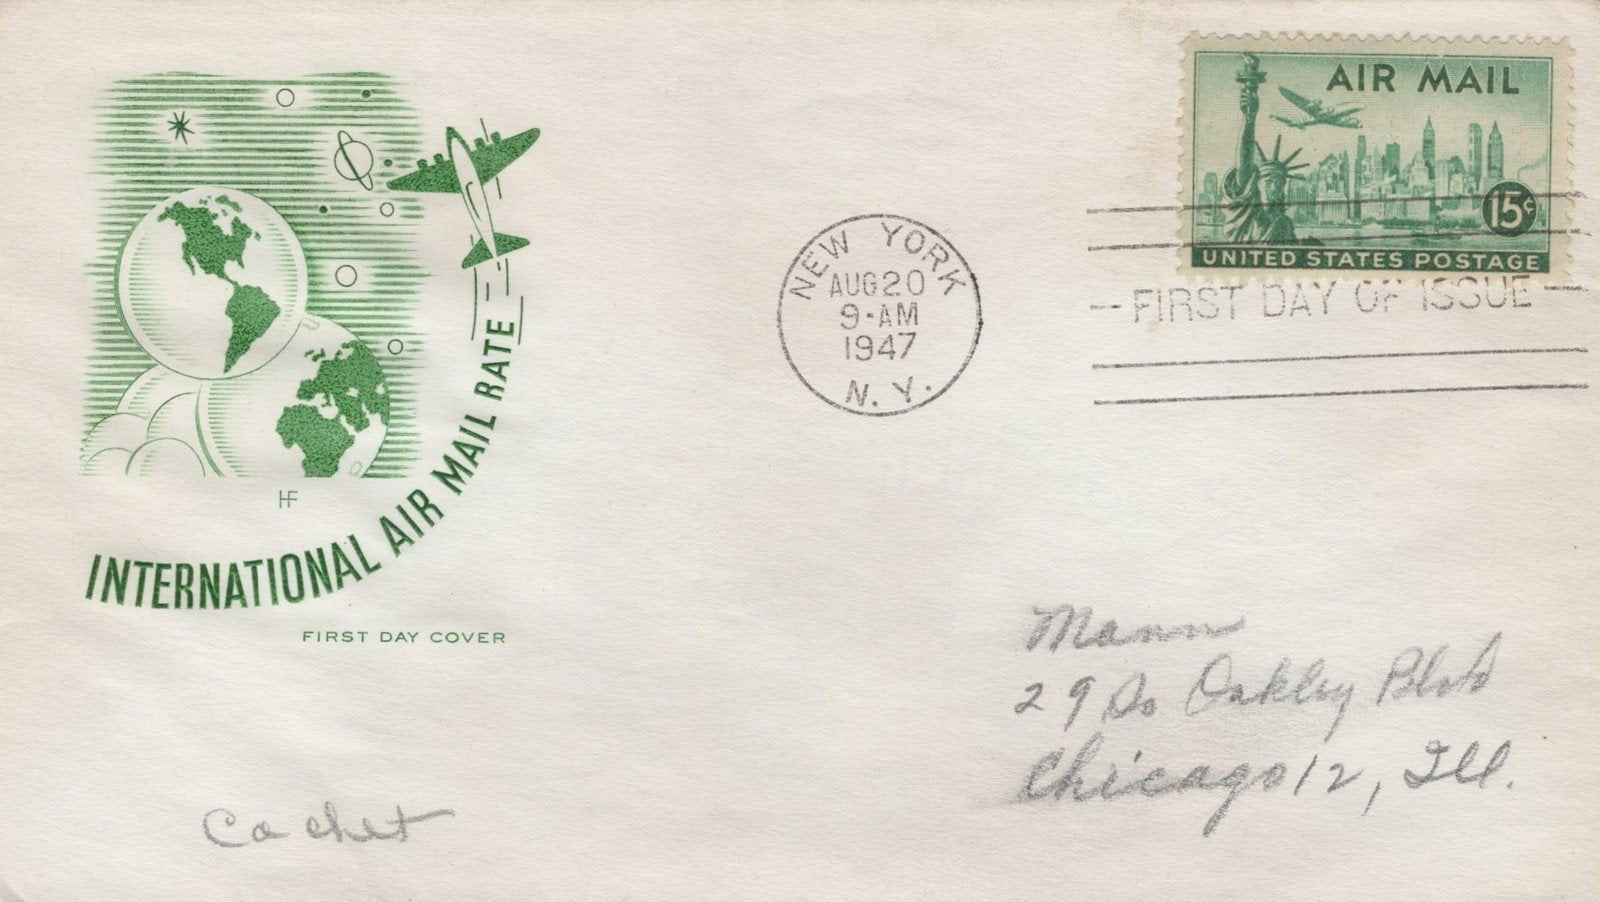 AIR MAIL
15¢
UNITED STATES POSTAGE
NEW YORK
AUG 20
9-AM
1947
N. Y.
FIRST DAY OF ISSUE
HF
INTERNATIONAL AIR MAIL RATE
FIRST DAY COVER
Mann
29 So Oakley Blvd
Chicago 12, Ill.
Cachet